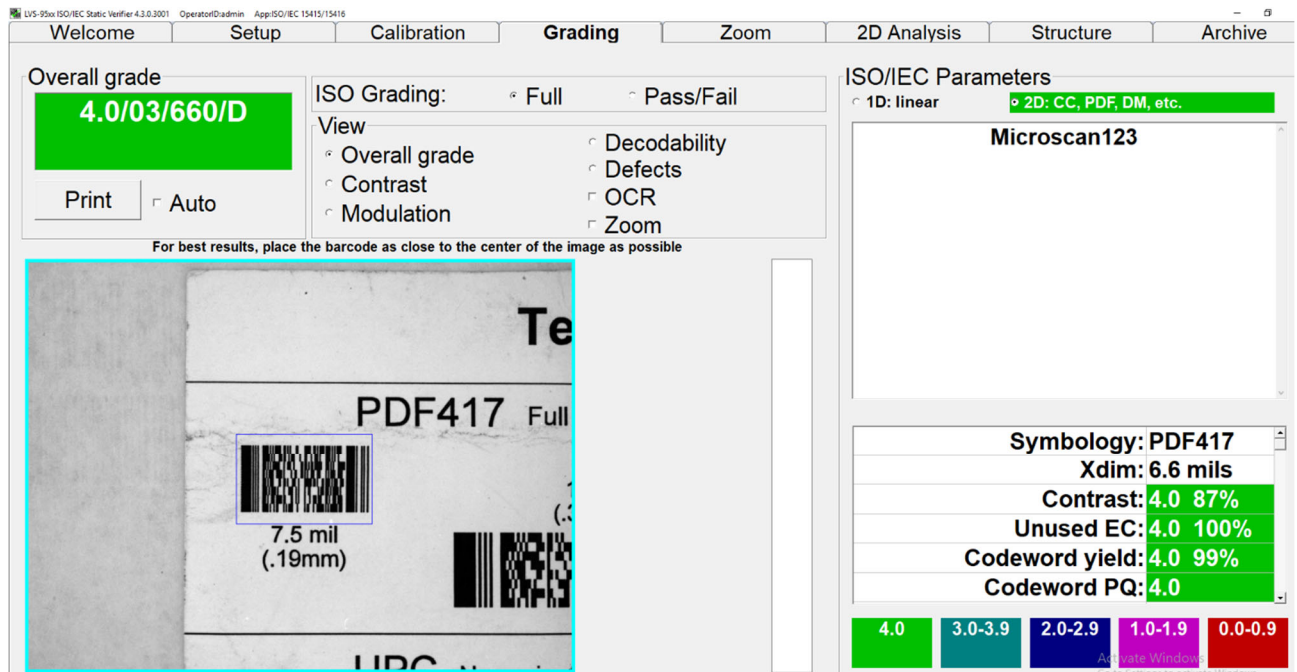 LVS-95xx ISO/IEC Static Verifier 4.3.0.3001 OperatorID:admin App:ISO/IEC 15415/15416
Welcome Setup Calibration Grading Zoom 2D Analysis Structure Archive
Overall grade
4.0/03/660/D
Print
Auto
ISO Grading: Full Pass/Fail
View
Overall grade
Contrast
Modulation
Decodability
Defects
OCR
Zoom
For best results, place the barcode as close to the center of the image as possible
Te
PDF417 Full
7.5 mil
(.19mm)
ISO/IEC Parameters
1D: linear 2D: CC, PDF, DM, etc.
Microscan123
Symbology: PDF417
Xdim: 6.6 mils
Contrast: 4.0 87%
Unused EC: 4.0 100%
Codeword yield: 4.0 99%
Codeword PQ: 4.0
4.0 3.0-3.9 2.0-2.9 1.0-1.9 0.0-0.9
Activate Windows